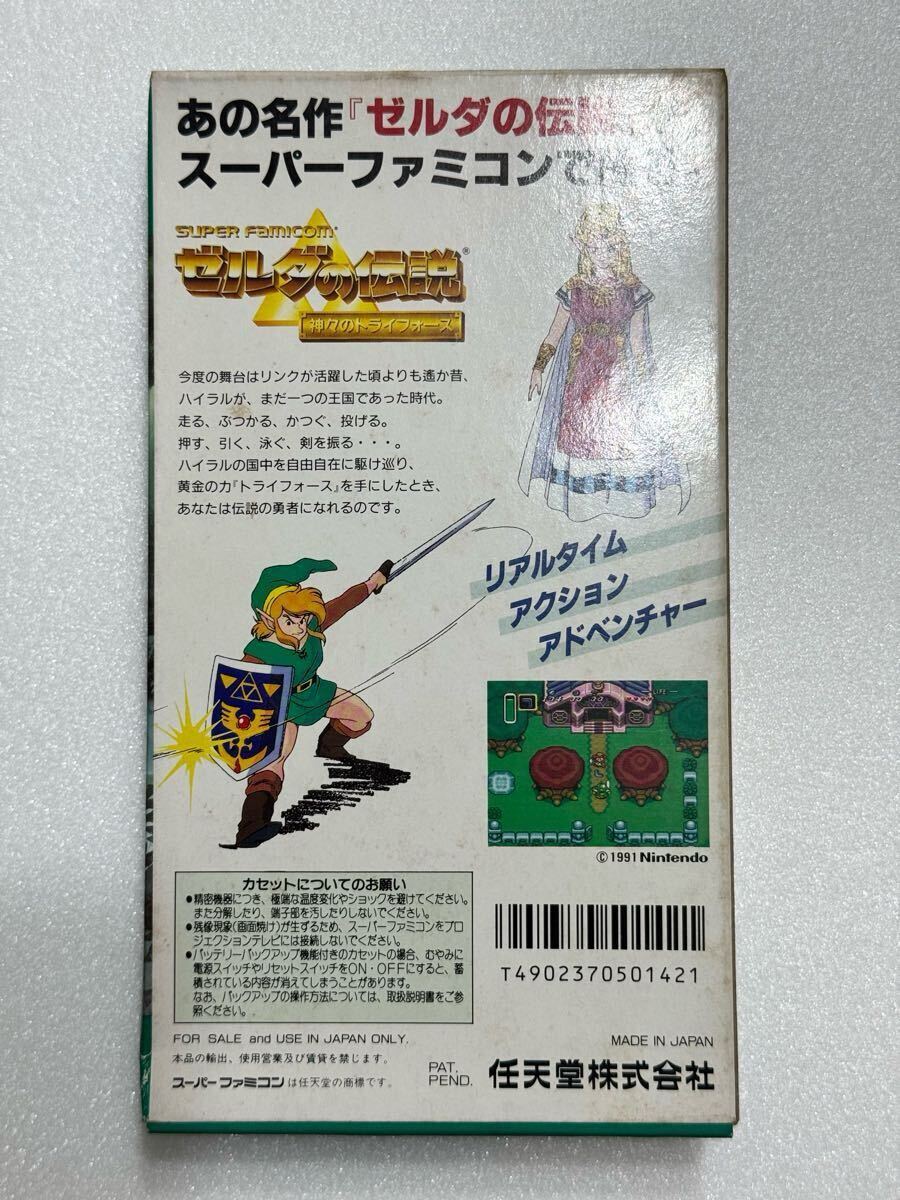 あの名作『ゼルダの伝説
スーパーファミコンで
SUPER FAMICOM
ゼルダの伝説®
神々のトライフォース
今度の舞台はリンクが活躍した頃よりも遙か昔、
ハイラルが、まだ一つの王国であった時代。
走る、ぶつかる、かつぐ、投げる。
押す、引く、泳ぐ、剣を振る・・・。
ハイラルの国中を自由自在に駆け巡り、
黄金の力『トライフォース』を手にしたとき、
あなたは伝説の勇者になれるのです。
リアルタイム
アクション
アドベンチャー
LIFE
©1991 Nintendo
カセットについてのお願い
●精密機器につき、極端な温度変化やショックを避けてください。
また分解したり、端子部を汚したりしないでください。
●残像現象(画面焼け)が生ずるため、スーパーファミコンをプロ
ジェクションテレビには接続しないでください。
●バッテリーバックアップ機能付きのカセットの場合、むやみに
電源スイッチやリセットスイッチをON・OFFにすると、蓄
積されている内容が消えてしまうことがあります。
なお、バックアップの操作方法については、取扱説明書をご参
照ください。
T4902370501421
FOR SALE and USE IN JAPAN ONLY.
本品の輸出、使用営業及び賃貸を禁じます。
スーパーファミコンは任天堂の商標です。
PAT.
PEND.
MADE IN JAPAN
任天堂株式会社